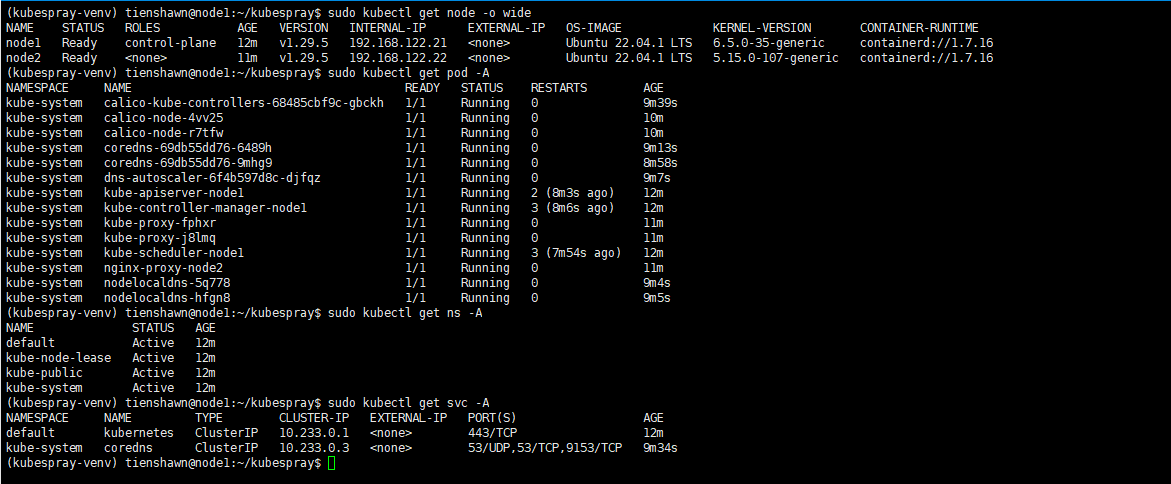 (kubespray-venv) tienshawn@node1:~/kubespray$ sudo kubectl get node -o wide
NAME    STATUS   ROLES           AGE   VERSION   INTERNAL-IP      EXTERNAL-IP   OS-IMAGE             KERNEL-VERSION      CONTAINER-RUNTIME
node1   Ready    control-plane   12m   v1.29.5   192.168.122.21   <none>        Ubuntu 22.04.1 LTS   6.5.0-35-generic    containerd://1.7.16
node2   Ready    <none>          11m   v1.29.5   192.168.122.22   <none>        Ubuntu 22.04.1 LTS   5.15.0-107-generic   containerd://1.7.16
(kubespray-venv) tienshawn@node1:~/kubespray$ sudo kubectl get pod -A
NAMESPACE     NAME                                       READY   STATUS    RESTARTS        AGE
kube-system   calico-kube-controllers-68485cbf9c-gbckh   1/1     Running   0               9m39s
kube-system   calico-node-4vv25                          1/1     Running   0               10m
kube-system   calico-node-r7tfw                          1/1     Running   0               10m
kube-system   coredns-69db55dd76-6489h                   1/1     Running   0               9m13s
kube-system   coredns-69db55dd76-9mhg9                   1/1     Running   0               8m58s
kube-system   dns-autoscaler-6f4b597d8c-djfqz            1/1     Running   0               9m7s
kube-system   kube-apiserver-node1                       1/1     Running   2 (8m3s ago)    12m
kube-system   kube-controller-manager-node1              1/1     Running   3 (8m6s ago)    12m
kube-system   kube-proxy-fphxr                           1/1     Running   0               11m
kube-system   kube-proxy-j8lmq                           1/1     Running   0               11m
kube-system   kube-scheduler-node1                       1/1     Running   3 (7m54s ago)   12m
kube-system   nginx-proxy-node2                          1/1     Running   0               11m
kube-system   nodelocaldns-5q778                         1/1     Running   0               9m4s
kube-system   nodelocaldns-hfgn8                         1/1     Running   0               9m5s
(kubespray-venv) tienshawn@node1:~/kubespray$ sudo kubectl get ns -A
NAME              STATUS   AGE
default           Active   12m
kube-node-lease   Active   12m
kube-public       Active   12m
kube-system       Active   12m
(kubespray-venv) tienshawn@node1:~/kubespray$ sudo kubectl get svc -A
NAMESPACE     NAME         TYPE        CLUSTER-IP   EXTERNAL-IP   PORT(S)                  AGE
default       kubernetes   ClusterIP   10.233.0.1   <none>        443/TCP                  12m
kube-system   coredns      ClusterIP   10.233.0.3   <none>        53/UDP,53/TCP,9153/TCP   9m34s
(kubespray-venv) tienshawn@node1:~/kubespray$